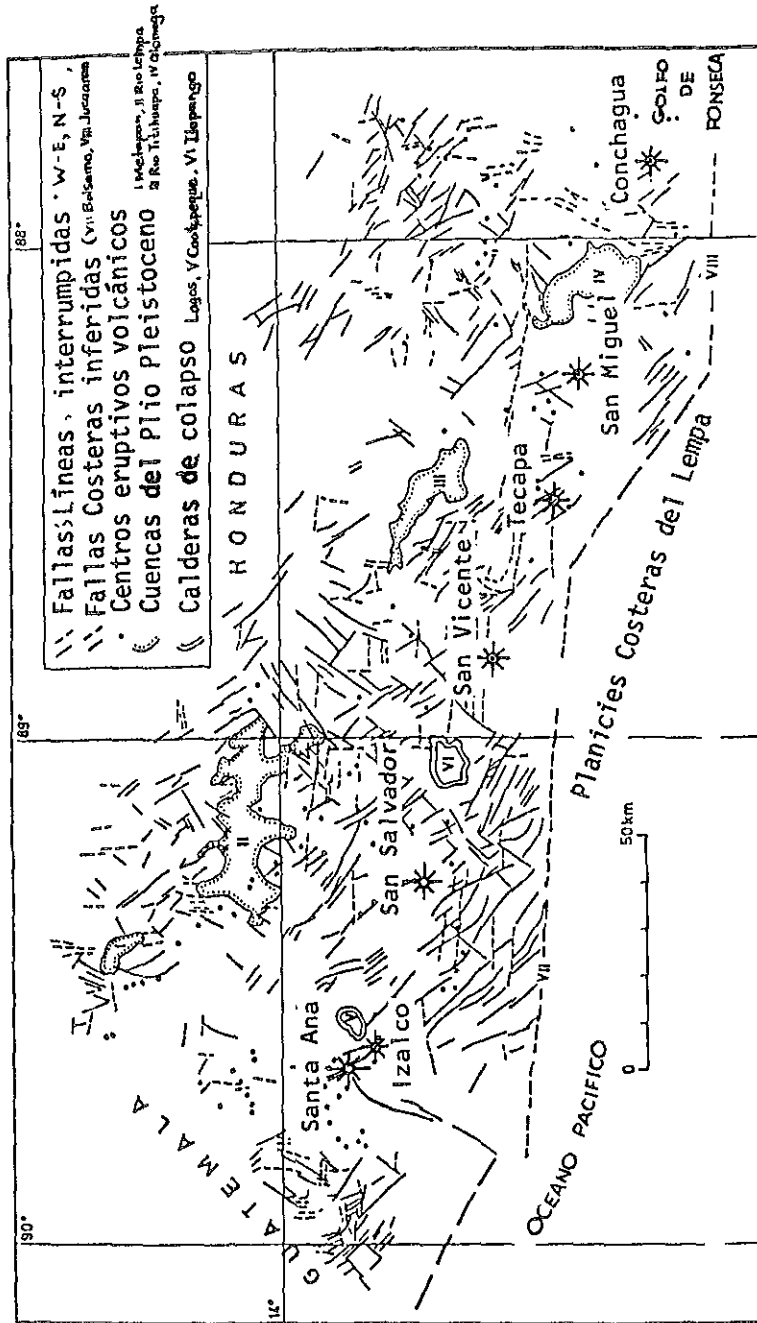 Fallas; Líneas, interrumpidas · W-E, N-S,
Fallas Costeras inferidas (VII Balsamo, VIII Jucuaran
Centros eruptivos volcánicos
Cuencas del Plio Pleistoceno I Metapan, II Rio Lempa
III Rio Titihuapa, IV Olomega
Calderas de colapso Lagos, V Coatepeque, VI Ilopango
90°
89°
88°
14°
GUATEMALA
HONDURAS
II
III
IV
Santa Ana
V
Izalco
San Salvador
VI
San Vicente
Tecapa
II
San Miguel
Conchagua
GOLFO
DE
FONSECA
VII
VIII
Planicies Costeras del Lempa
OCEANO PACIFICO
0
50km